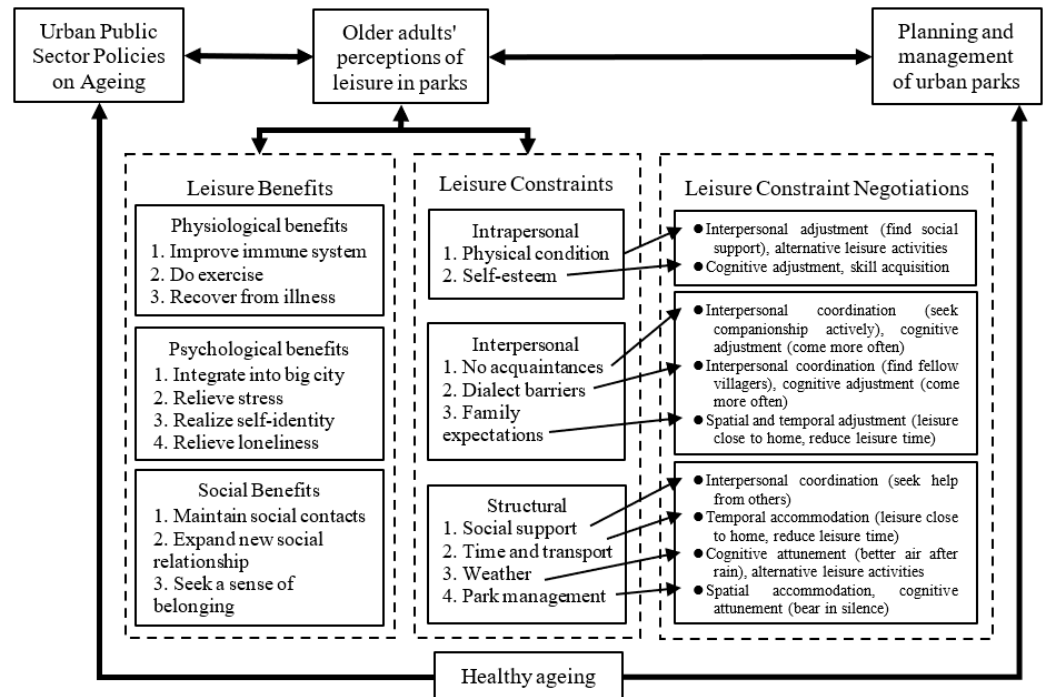 Urban Public
Sector Policies
on Ageing
Older adults'
perceptions of
leisure in parks
Planning and
management
of urban parks
Leisure Benefits
Physiological benefits
1. Improve immune system
2. Do exercise
3. Recover from illness
Psychological benefits
1. Integrate into big city
2. Relieve stress
3. Realize self-identity
4. Relieve loneliness
Social Benefits
1. Maintain social contacts
2. Expand new social
relationship
3. Seek a sense of
belonging
Leisure Constraints
Intrapersonal
1. Physical condition
2. Self-esteem
Interpersonal
1. No acquaintances
2. Dialect barriers
3. Family
expectations
Structural
1. Social support
2. Time and transport
3. Weather
4. Park management
Leisure Constraint Negotiations
●Interpersonal adjustment (find social
support), alternative leisure activities
●Cognitive adjustment, skill acquisition
●Interpersonal coordination (seek
companionship actively), cognitive
adjustment (come more often)
●Interpersonal coordination (find fellow
villagers), cognitive adjustment (come
more often)
●Spatial and temporal adjustment (leisure
close to home, reduce leisure time)
●Interpersonal coordination (seek help
from others)
●Temporal accommodation (leisure close
to home, reduce leisure time)
●Cognitive attunement (better air after
rain), alternative leisure activities
●Spatial accommodation, cognitive
attunement (bear in silence)
Healthy ageing